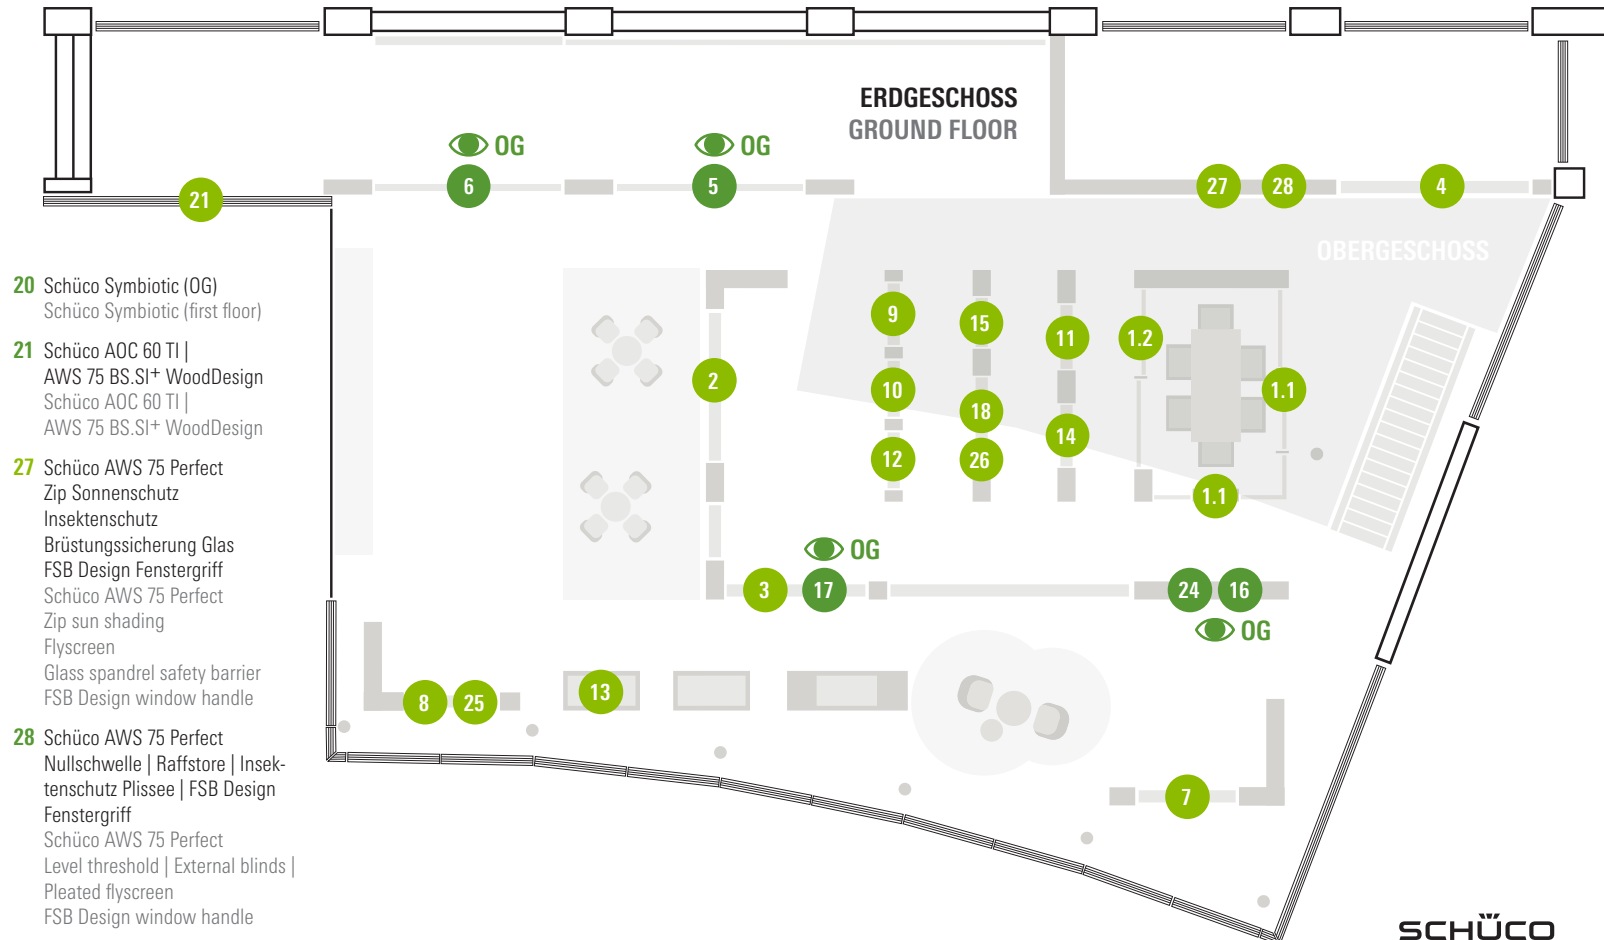 ERDGESCHOSS
GROUND FLOOR
OG
OG
6
5
27
28
4
21
OBERGESCHOSS
20 Schüco Symbiotic (OG)
Schüco Symbiotic (first floor)
21 Schüco AOC 60 TI |
AWS 75 BS.SI+ WoodDesign
Schüco AOC 60 TI |
AWS 75 BS.SI+ WoodDesign
27 Schüco AWS 75 Perfect
Zip Sonnenschutz
Insektenschutz
Brüstungssicherung Glas
FSB Design Fenstergriff
Schüco AWS 75 Perfect
Zip sun shading
Flyscreen
Glass spandrel safety barrier
FSB Design window handle
28 Schüco AWS 75 Perfect
Nullschwelle | Raffstore | Insek-
tenschutz Plissee | FSB Design
Fenstergriff
Schüco AWS 75 Perfect
Level threshold | External blinds |
Pleated flyscreen
FSB Design window handle
9
15
11
1.2
2
10
1.1
18
14
12
26
1.1
OG
3
17
24
16
OG
8
25
13
7
SCHÜCO